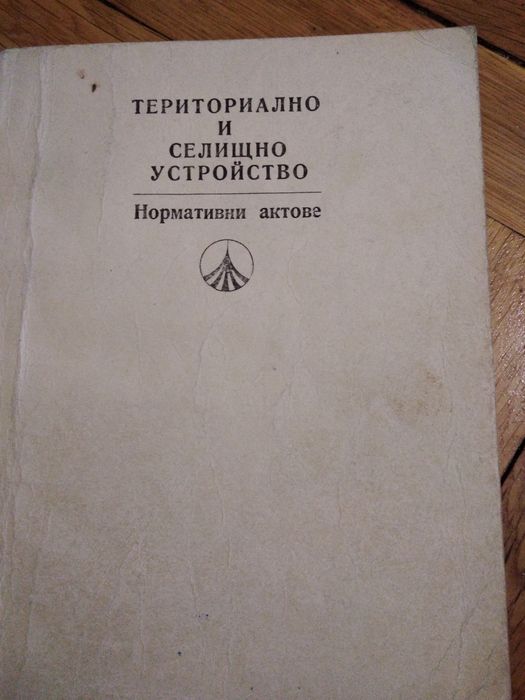 ТЕРИТОРИАЛНО
И
СЕЛИЩНО
УСТРОЙСТВО
Нормативни актове